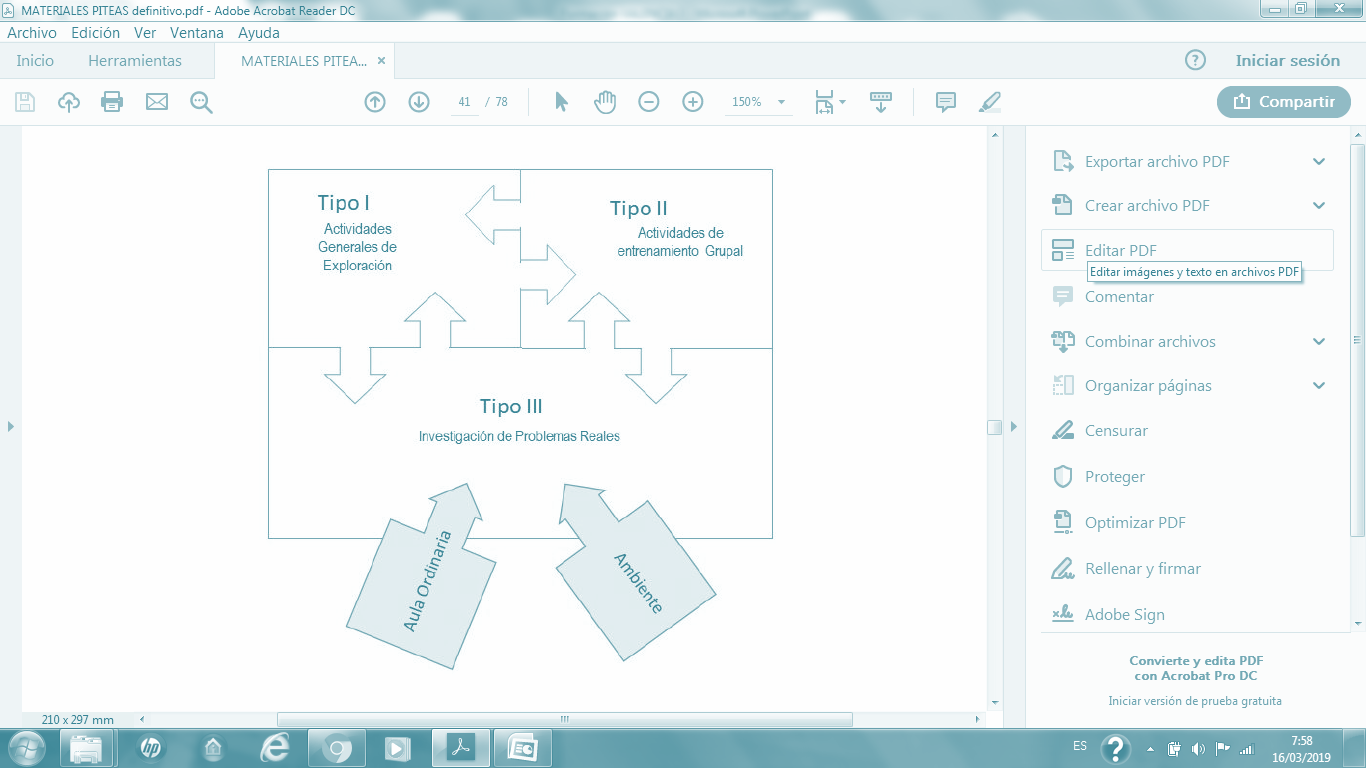 MATERIALES PITEAS definitivo.pdf - Adobe Acrobat Reader DC
Archivo Edición Ver Ventana Ayuda
Inicio Herramientas MATERIALES PITEA... × ? Iniciar sesión
41 / 78 150% Compartir
Tipo I
Actividades
Generales de
Exploración
Tipo II
Actividades de
entrenamiento Grupal
Tipo III
Investigación de Problemas Reales
Aula Ordinaria
Ambiente
Exportar archivo PDF
Crear archivo PDF
Editar PDF
Editar imágenes y texto en archivos PDF
Comentar
Combinar archivos
Organizar páginas
Censurar
Proteger
Optimizar PDF
Rellenar y firmar
Adobe Sign
Convierte y edita PDF
con Acrobat Pro DC
Iniciar versión de prueba gratuita
210 x 297 mm
hp
ES ? 7:58
16/03/2019